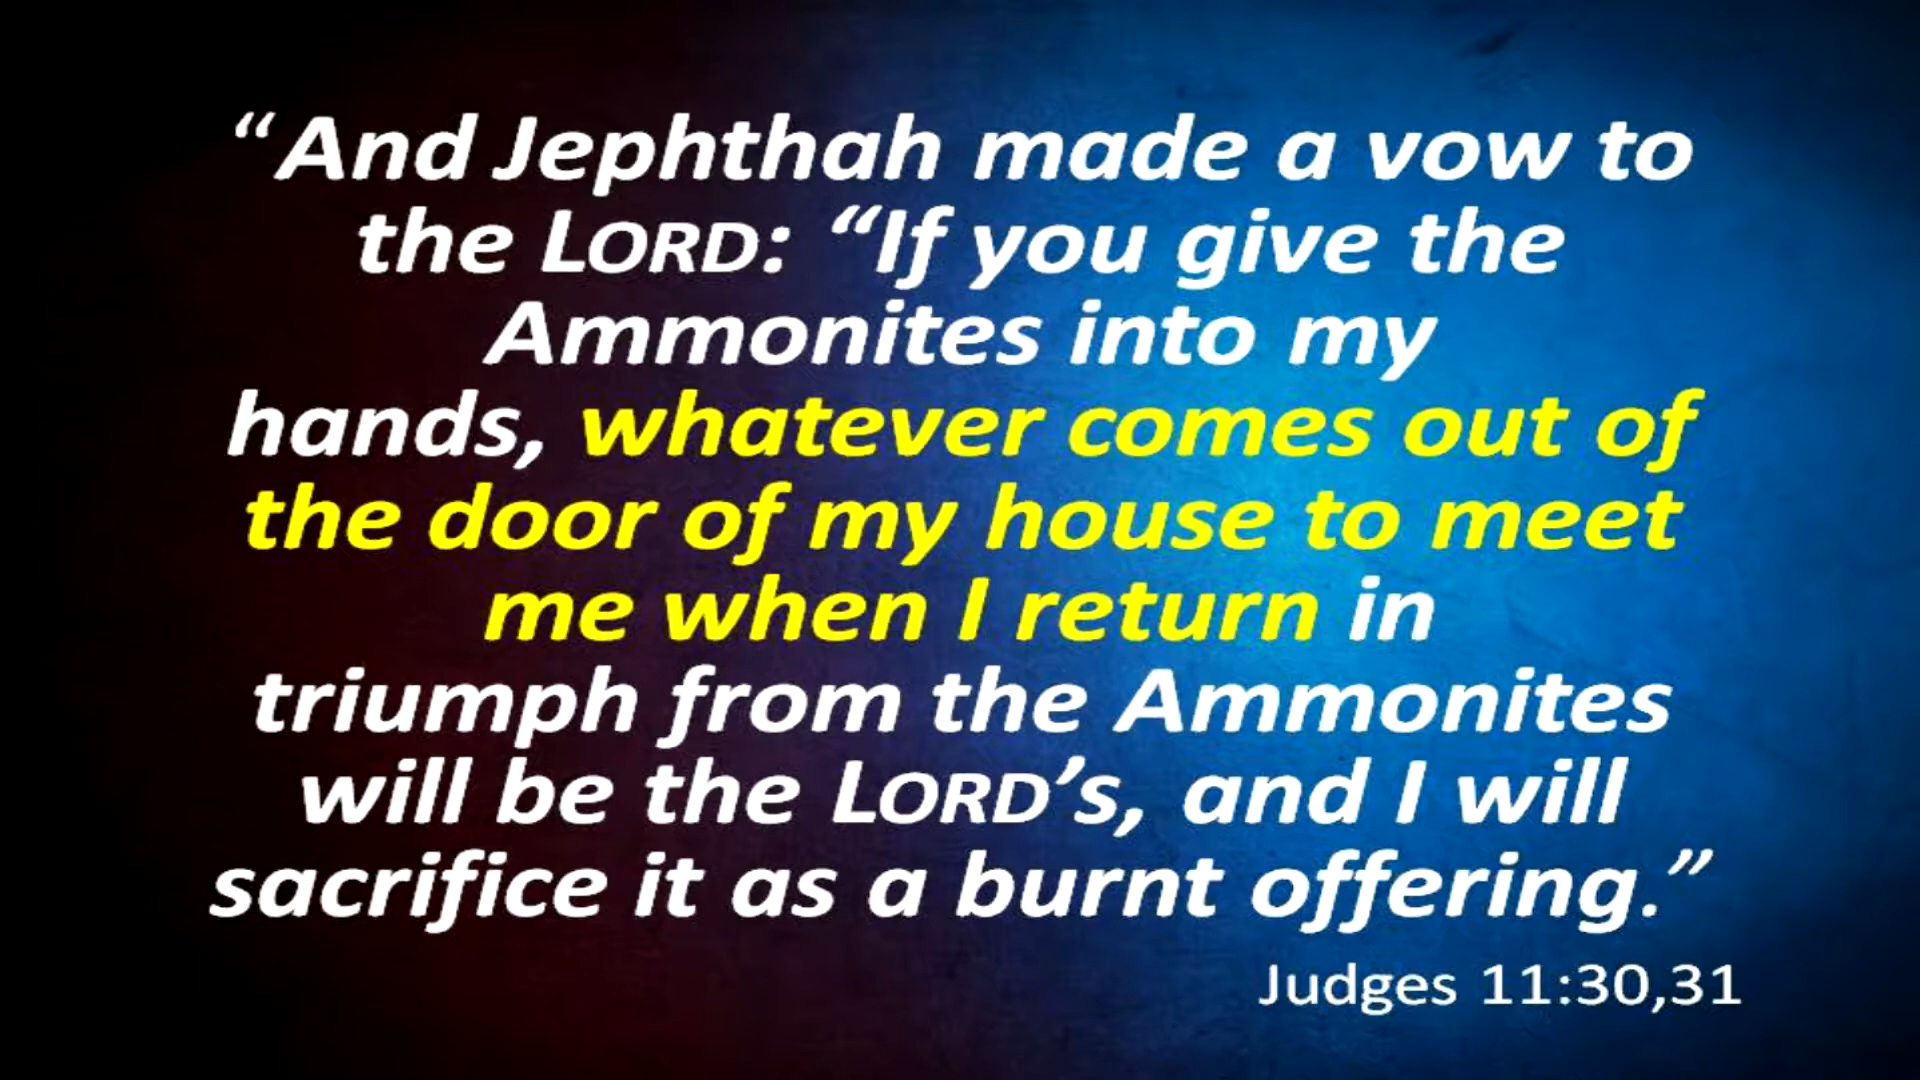 “And Jephthah made a vow to
the LORD: “If you give the
Ammonites into my
hands, whatever comes out of
the door of my house to meet
me when I return in
triumph from the Ammonites
will be the LORD’s, and I will
sacrifice it as a burnt offering.”
Judges 11:30,31